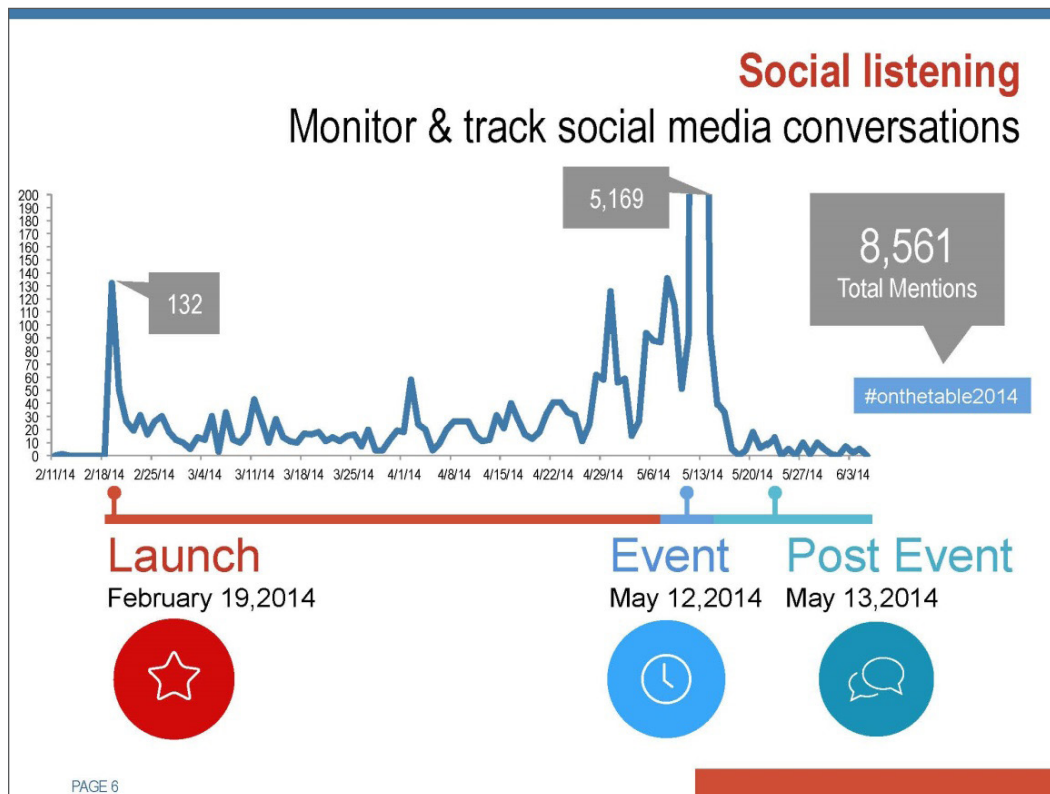 Social listening
Monitor & track social media conversations
200
190
180
170
160
150
140
130
120
110
100
90
80
70
60
50
40
30
20
10
0
132
5,169
8,561
Total Mentions
#onthetable2014
2/11/14 2/18/14 2/25/14 3/4/14 3/11/14 3/18/14 3/25/14 4/1/14 4/8/14 4/15/14 4/22/14 4/29/14 5/6/14 5/13/14 5/20/14 5/27/14 6/3/14
Launch
February 19,2014
Event
May 12,2014
Post Event
May 13,2014
PAGE 6